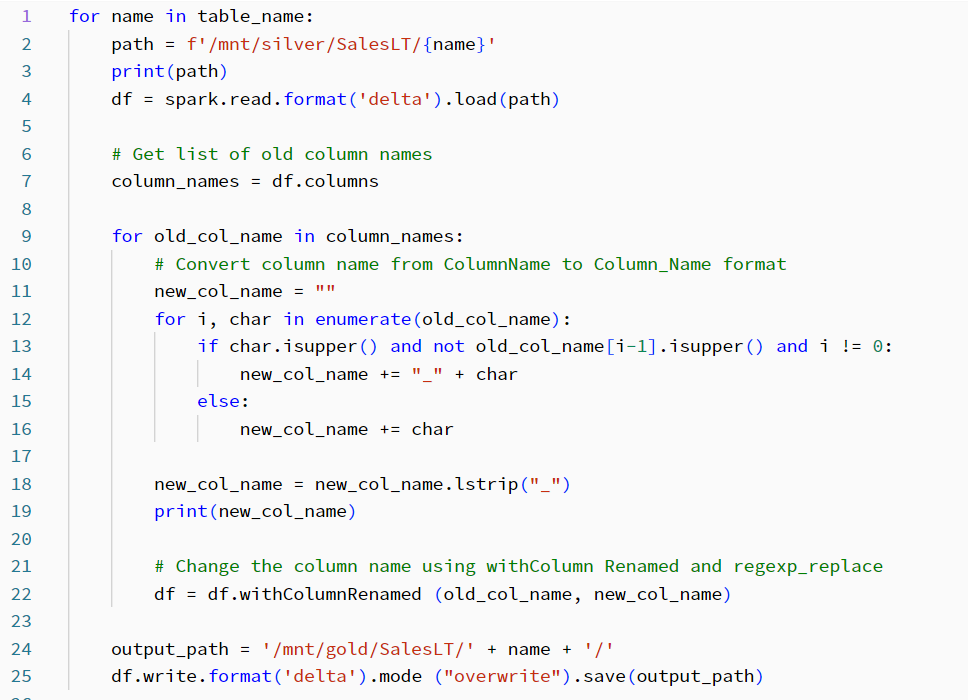 1 for name in table_name:
2     path = f'/mnt/silver/SalesLT/{name}'
3     print(path)
4     df = spark.read.format('delta').load(path)
5
6     # Get list of old column names
7     column_names = df.columns
8
9     for old_col_name in column_names:
10         # Convert column name from ColumnName to Column_Name format
11         new_col_name = ""
12         for i, char in enumerate(old_col_name):
13             if char.isupper() and not old_col_name[i-1].isupper() and i != 0:
14                 new_col_name += "_" + char
15             else:
16                 new_col_name += char
17
18         new_col_name = new_col_name.lstrip("_")
19         print(new_col_name)
20
21         # Change the column name using withColumn Renamed and regexp_replace
22         df = df.withColumnRenamed (old_col_name, new_col_name)
23
24     output_path = '/mnt/gold/SalesLT/' + name + '/'
25     df.write.format('delta').mode ("overwrite").save(output_path)